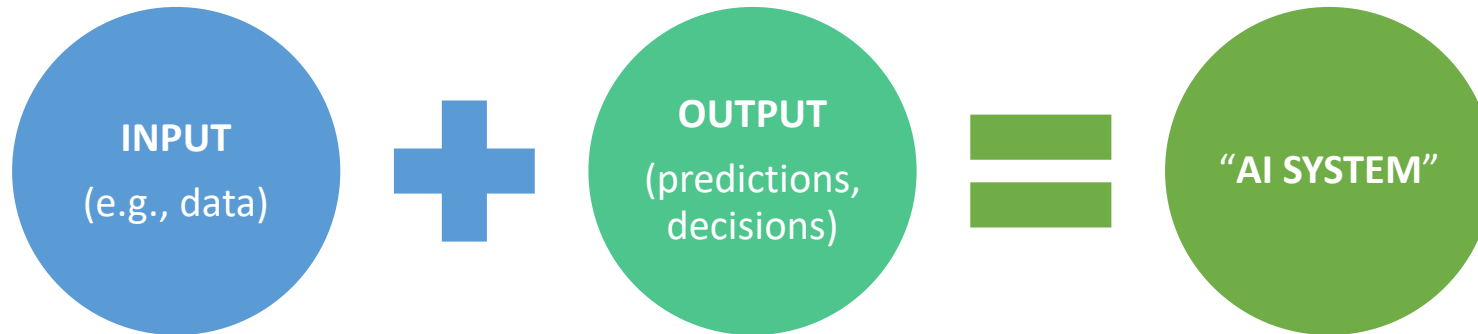 INPUT
(e.g., data)
OUTPUT
(predictions,
decisions)
“AI SYSTEM”